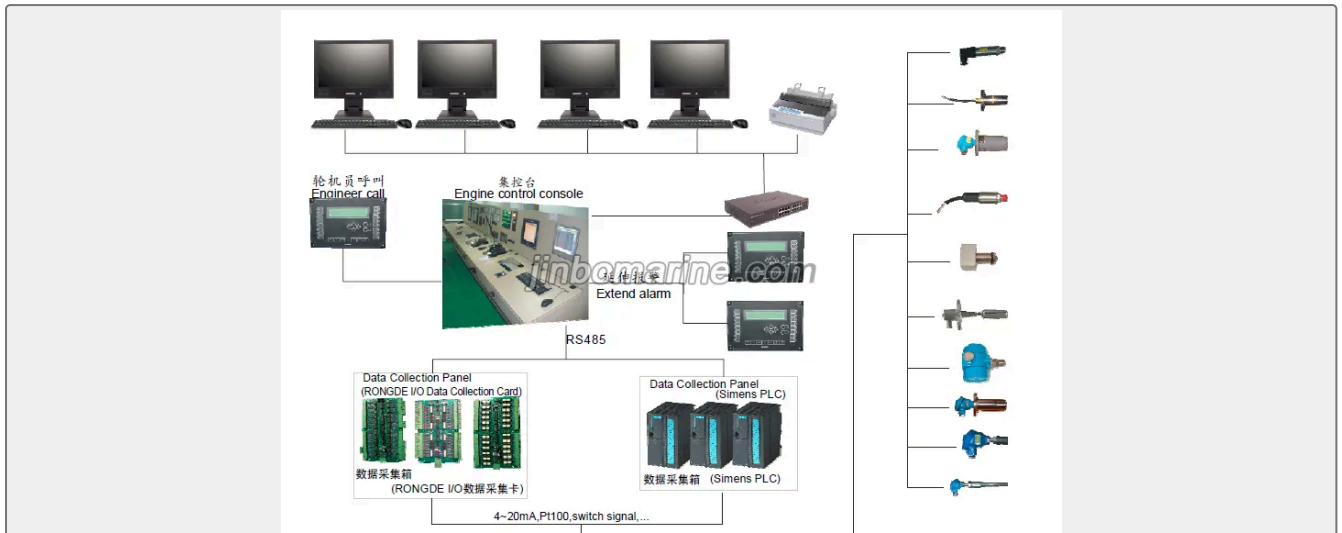 轮机员呼叫
Engineer call
集控台
Engine control console
jinbomarine.com
延伸报警
Extend alarm
RS485
Data Collection Panel
(RONGDE I/O Data Collection Card)
数据采集箱
(RONGDE I/O数据采集卡)
Data Collection Panel
(Simens PLC)
数据采集箱 (Simens PLC)
4~20mA,Pt100,switch signal,...